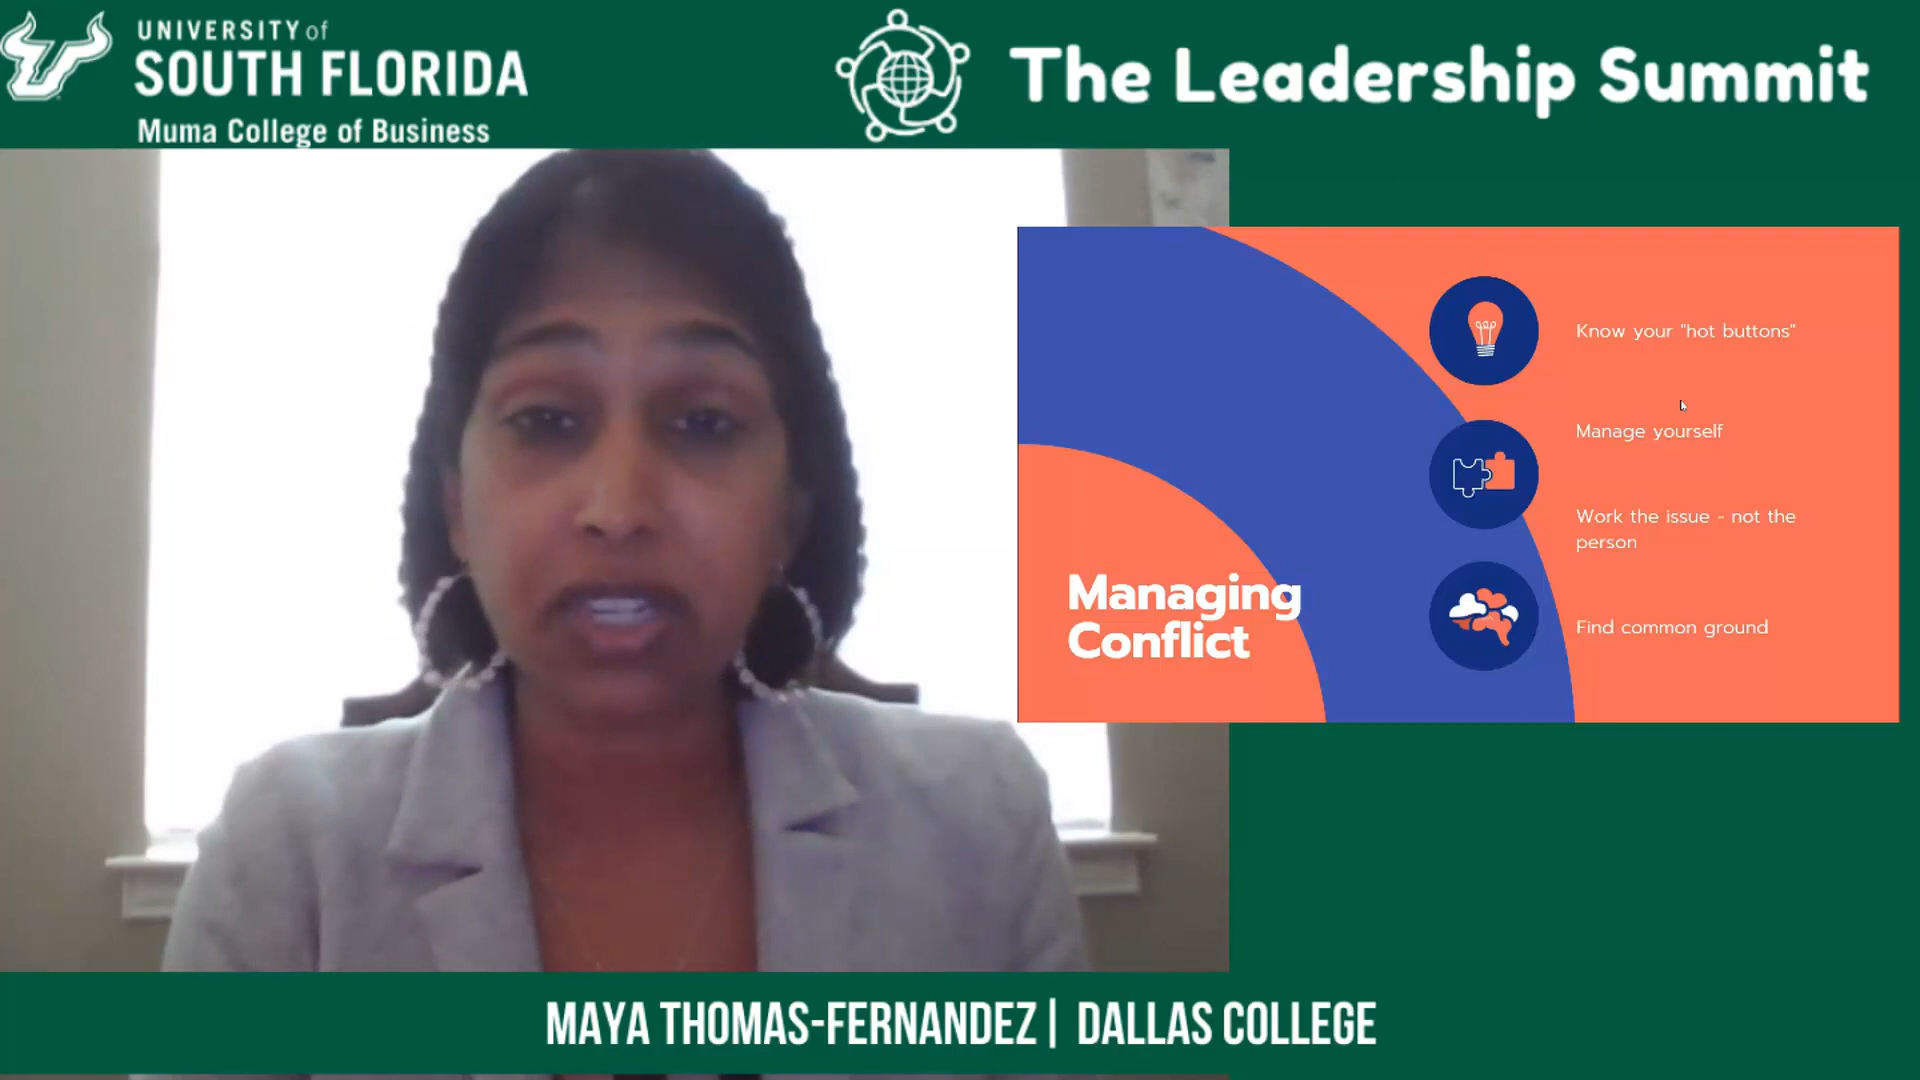 UNIVERSITY of
SOUTH FLORIDA
Muma College of Business
The Leadership Summit
Know your "hot buttons"
Manage yourself
Work the issue - not the
person
Find common ground
Managing
Conflict
MAYA THOMAS-FERNANDEZ | DALLAS COLLEGE